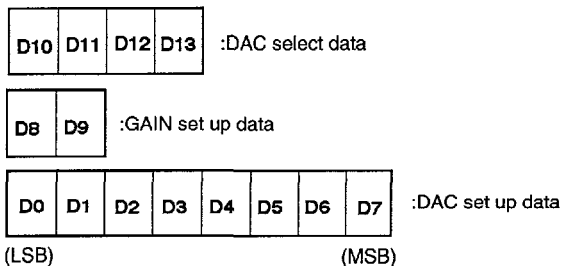 D10 D11 D12 D13 :DAC select data
D8 D9 :GAIN set up data
D0 D1 D2 D3 D4 D5 D6 D7 :DAC set up data
(LSB) (MSB)